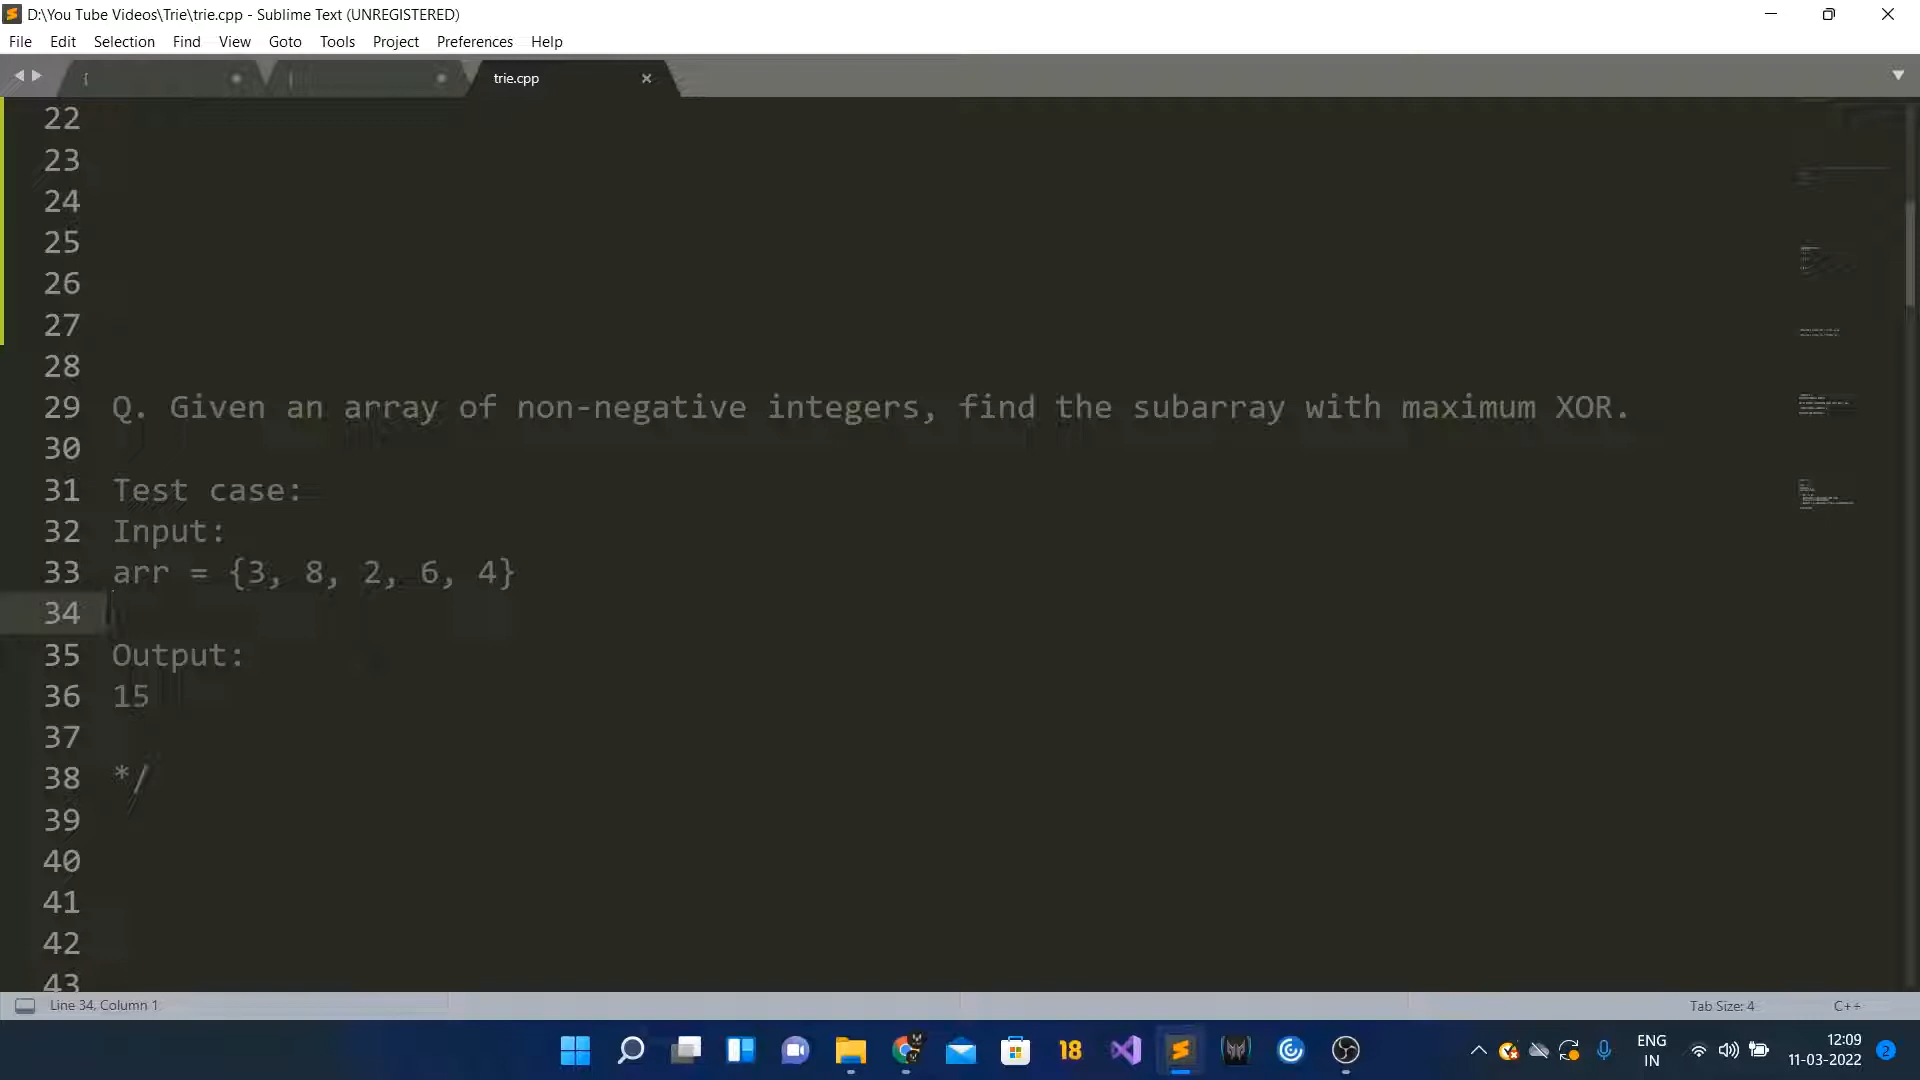 D:\You Tube Videos\Trie\trie.cpp - Sublime Text (UNREGISTERED)
File Edit Selection Find View Goto Tools Project Preferences Help
trie.cpp
22
23
24
25
26
27
28
29 Q. Given an array of non-negative integers, find the subarray with maximum XOR.
30
31 Test case:
32 Input:
33 arr = {3, 8, 2, 6, 4}
34
35 Output:
36 15
37
38 */
39
40
41
42
43
Line 34, Column 1 Tab Size: 4 C++
18 ENG 12:09
IN 11-03-2022 2